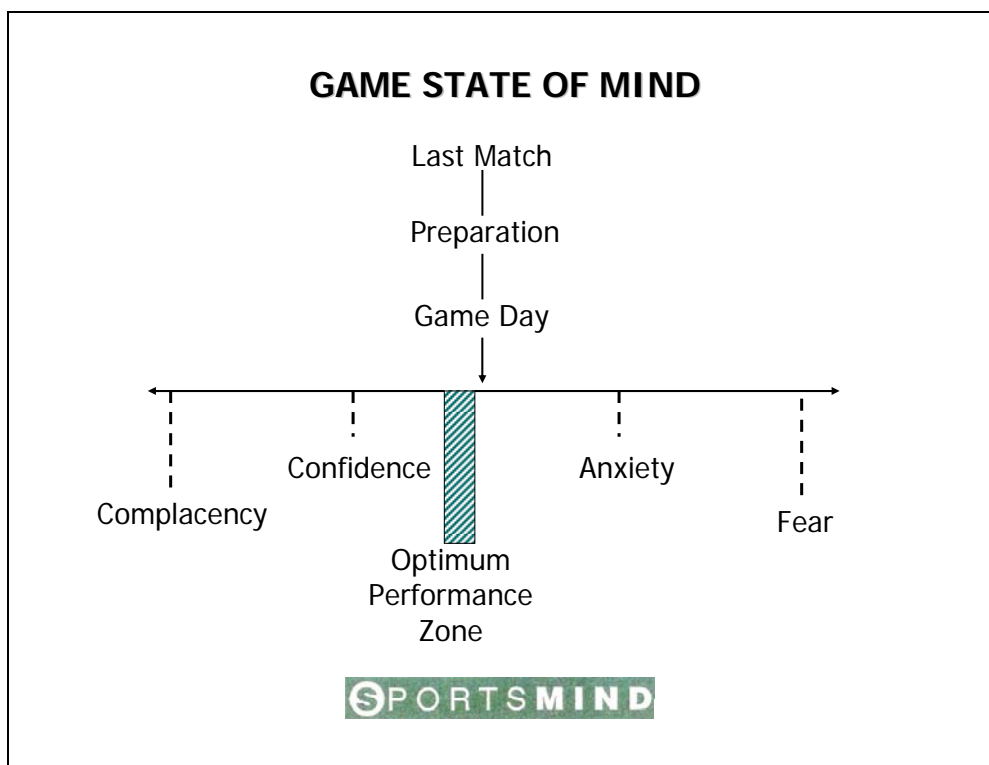 GAME STATE OF MIND
Last Match
Preparation
Game Day
Confidence
Anxiety
Complacency
Fear
Optimum
Performance
Zone
SPORTSMIND